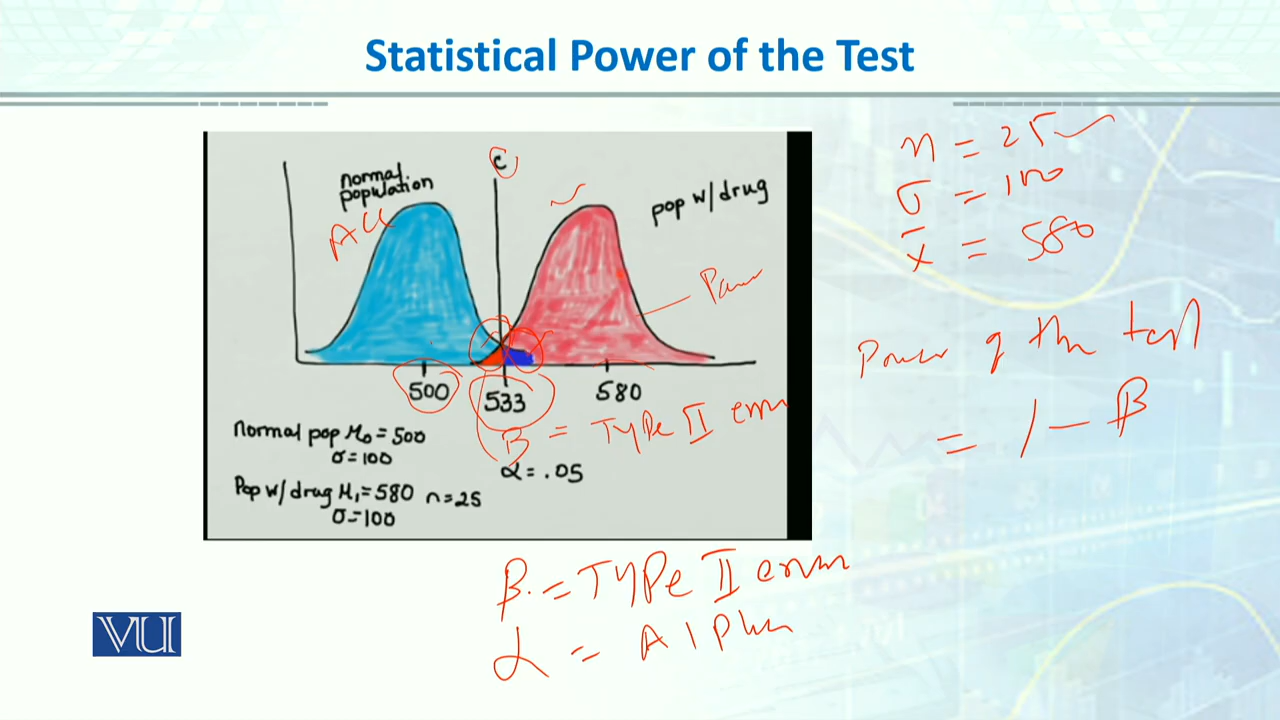 Statistical Power of the Test
n = 25
σ = 100
x̄ = 580
C
normal
population
pop w/ drug
Acc
Power
Power of the test
= 1 - β
500
533
580
β = TYPe II error
normal pop μ₀ = 500
σ = 100
α = .05
Pop w/ drug μ₁ = 580 n = 25
σ = 100
β. = TYPe II error
α = Alpha
VU